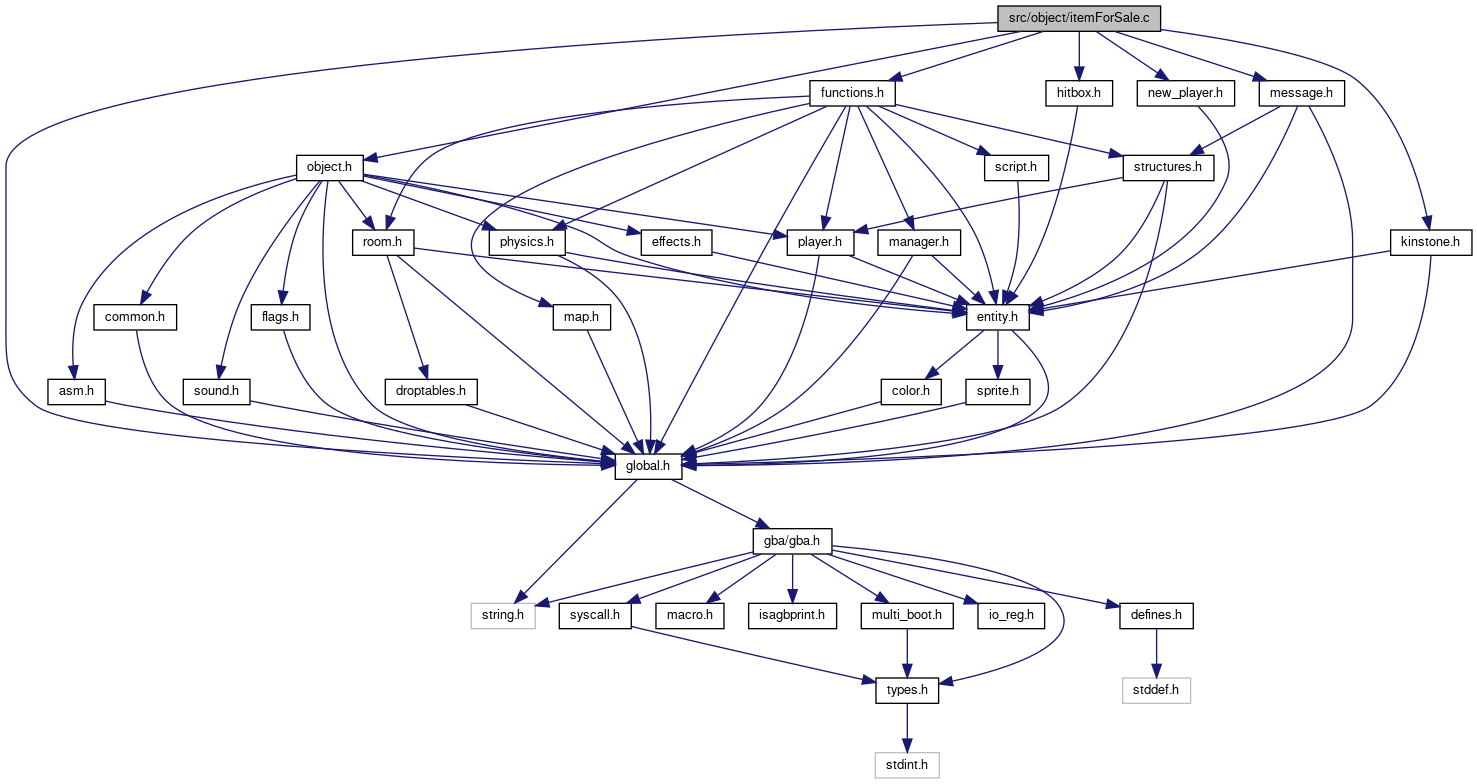 src/object/itemForSale.c
functions.h
hitbox.h
new_player.h
message.h
object.h
script.h
structures.h
room.h
physics.h
effects.h
player.h
manager.h
kinstone.h
common.h
flags.h
map.h
entity.h
asm.h
sound.h
droptables.h
color.h
sprite.h
global.h
gba/gba.h
string.h
syscall.h
macro.h
isagbprint.h
multi_boot.h
io_reg.h
defines.h
types.h
stddef.h
stdint.h